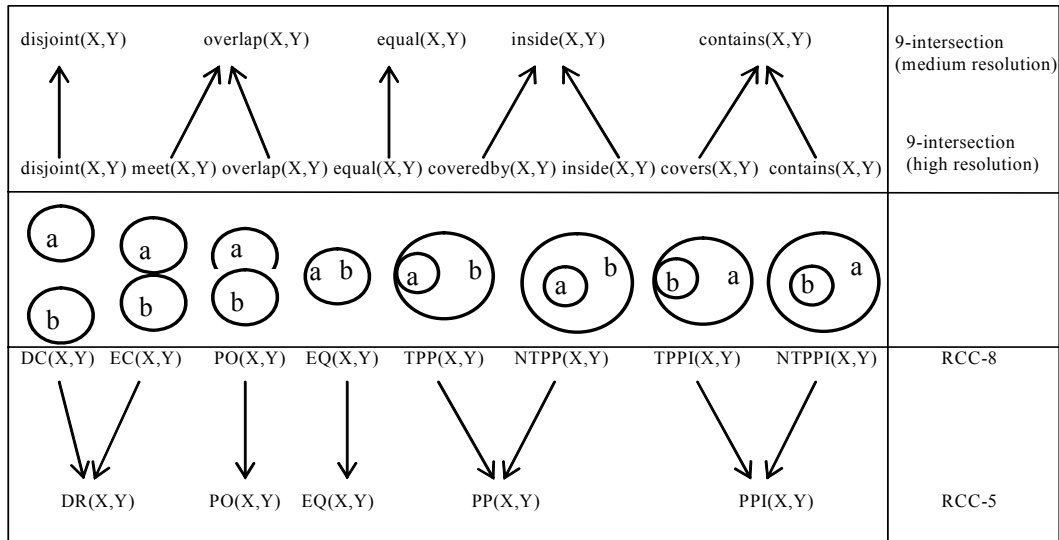 disjoint(X,Y) overlap(X,Y) equal(X,Y) inside(X,Y) contains(X,Y) 9-intersection
(medium resolution)
9-intersection
(high resolution)
disjoint(X,Y) meet(X,Y) overlap(X,Y) equal(X,Y) coveredby(X,Y) inside(X,Y) covers(X,Y) contains(X,Y)
a a a a b a b a b b a b a
b b b
DC(X,Y) EC(X,Y) PO(X,Y) EQ(X,Y) TPP(X,Y) NTPP(X,Y) TPPI(X,Y) NTPPI(X,Y) RCC-8
DR(X,Y) PO(X,Y) EQ(X,Y) PP(X,Y) PPI(X,Y) RCC-5